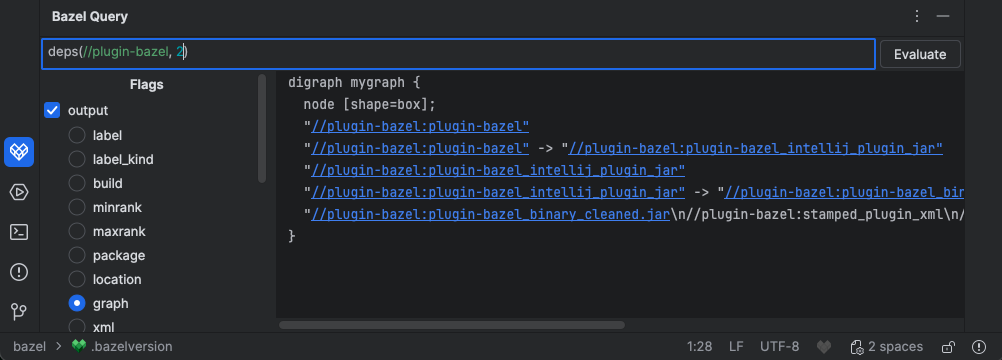 Bazel Query
deps(//plugin-bazel, 2)
Evaluate
Flags
output
label
label_kind
build
minrank
maxrank
package
location
graph
xml
digraph mygraph {
node [shape=box];
"//plugin-bazel:plugin-bazel"
"//plugin-bazel:plugin-bazel" -> "//plugin-bazel:plugin-bazel_intellij_plugin_jar"
"//plugin-bazel:plugin-bazel_intellij_plugin_jar"
"//plugin-bazel:plugin-bazel_intellij_plugin_jar" -> "//plugin-bazel:plugin-bazel_bin
"//plugin-bazel:plugin-bazel_binary_cleaned.jar\n//plugin-bazel:stamped_plugin_xml\n/
}
bazel > .bazelversion
1:28 LF UTF-8 2 spaces